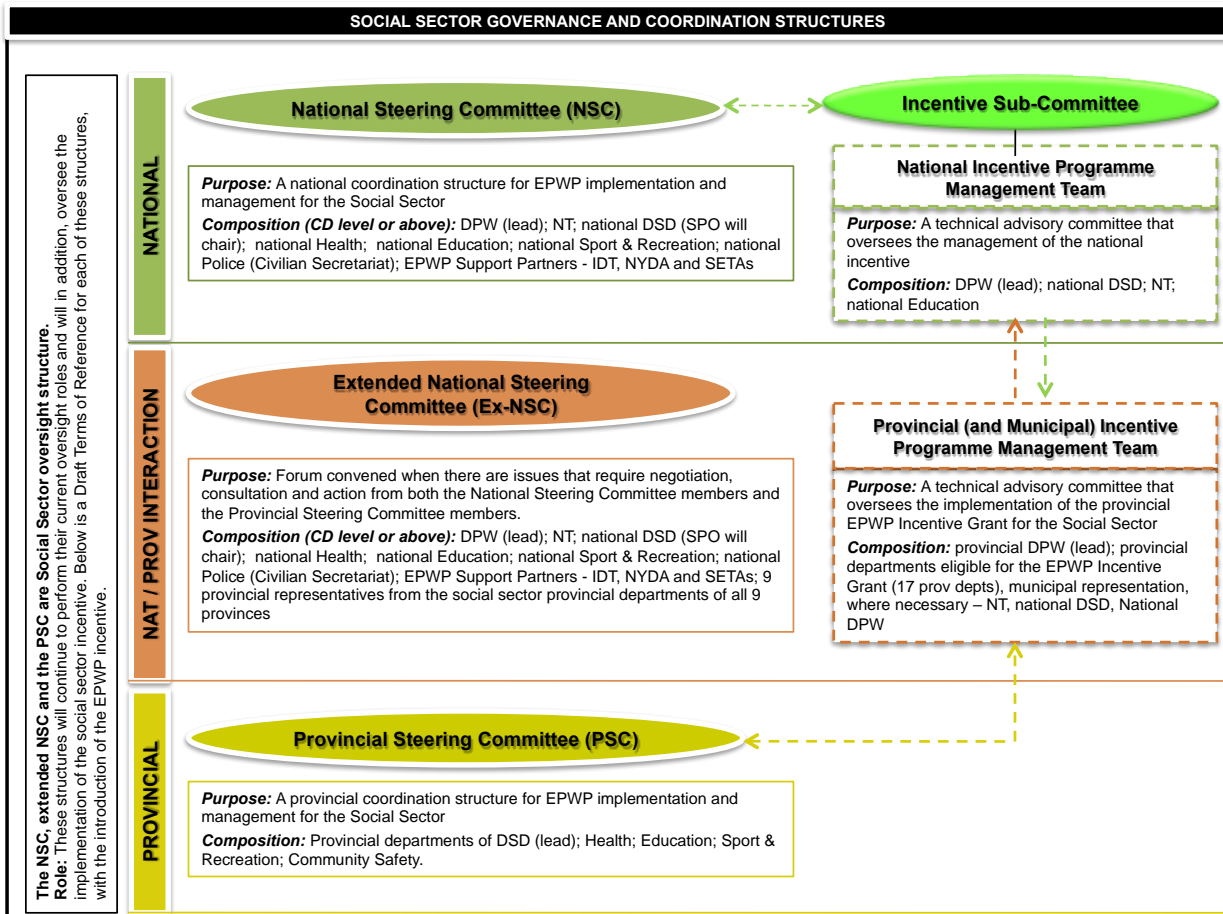 SOCIAL SECTOR GOVERNANCE AND COORDINATION STRUCTURES
The NSC, extended NSC and the PSC are Social Sector oversight structure.
Role: These structures will continue to perform their current oversight roles and will in addition, oversee the
implementation of the social sector incentive. Below is a Draft Terms of Reference for each of these structures,
with the introduction of the EPWP incentive.
NATIONAL
National Steering Committee (NSC)
Purpose: A national coordination structure for EPWP implementation and
management for the Social Sector
Composition (CD level or above): DPW (lead); NT; national DSD (SPO will
chair); national Health; national Education; national Sport & Recreation; national
Police (Civilian Secretariat); EPWP Support Partners - IDT, NYDA and SETAs
Incentive Sub-Committee
National Incentive Programme
Management Team
Purpose: A technical advisory committee that
oversees the management of the national
incentive
Composition: DPW (lead); national DSD; NT;
national Education
NAT / PROV INTERACTION
Extended National Steering
Committee (Ex-NSC)
Purpose: Forum convened when there are issues that require negotiation,
consultation and action from both the National Steering Committee members and
the Provincial Steering Committee members.
Composition (CD level or above): DPW (lead); NT; national DSD (SPO will
chair); national Health; national Education; national Sport & Recreation; national
Police (Civilian Secretariat); EPWP Support Partners - IDT, NYDA and SETAs; 9
provincial representatives from the social sector provincial departments of all 9
provinces
Provincial (and Municipal) Incentive
Programme Management Team
Purpose: A technical advisory committee that
oversees the implementation of the provincial
EPWP Incentive Grant for the Social Sector
Composition: provincial DPW (lead); provincial
departments eligible for the EPWP Incentive
Grant (17 prov depts), municipal representation,
where necessary – NT, national DSD, National
DPW
PROVINCIAL
Provincial Steering Committee (PSC)
Purpose: A provincial coordination structure for EPWP implementation and
management for the Social Sector
Composition: Provincial departments of DSD (lead); Health; Education; Sport &
Recreation; Community Safety.